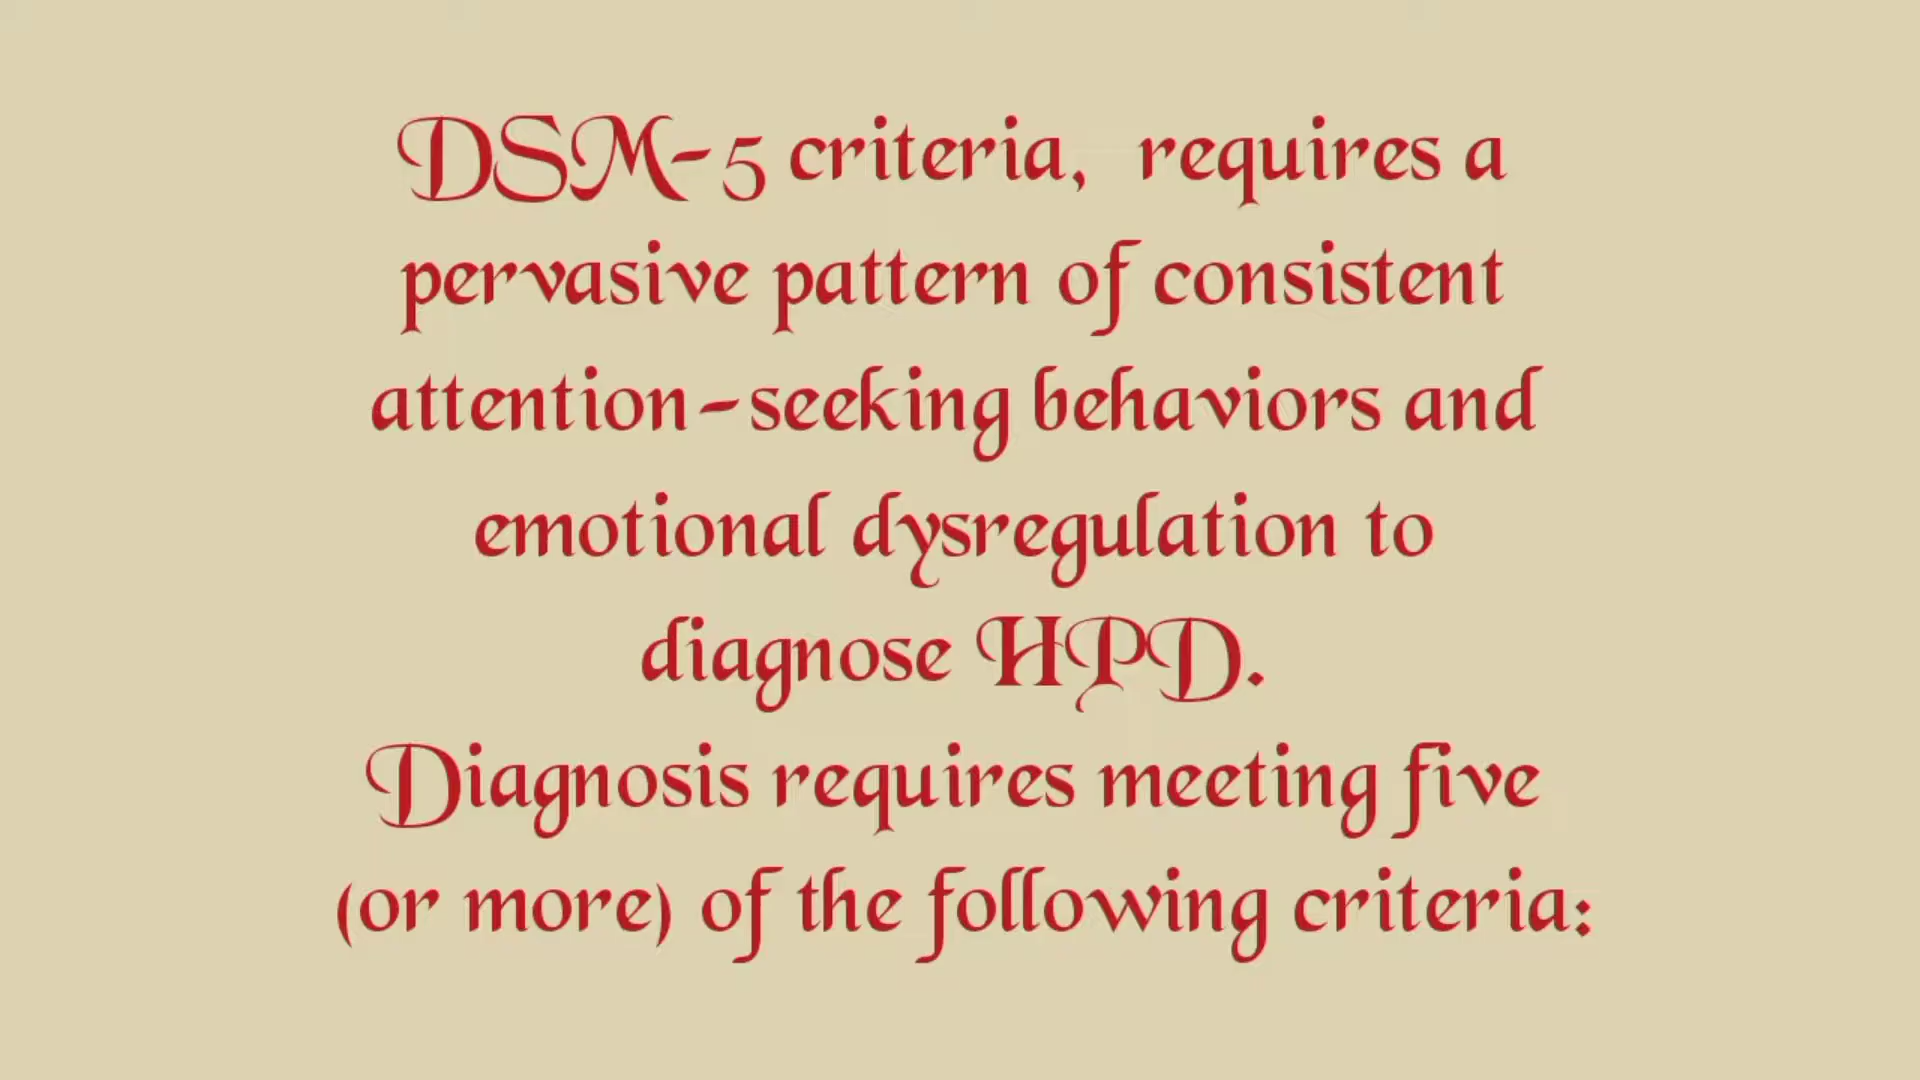 DSM-5 criteria, requires a
pervasive pattern of consistent
attention-seeking behaviors and
emotional dysregulation to
diagnose HPD.
Diagnosis requires meeting five
(or more) of the following criteria: